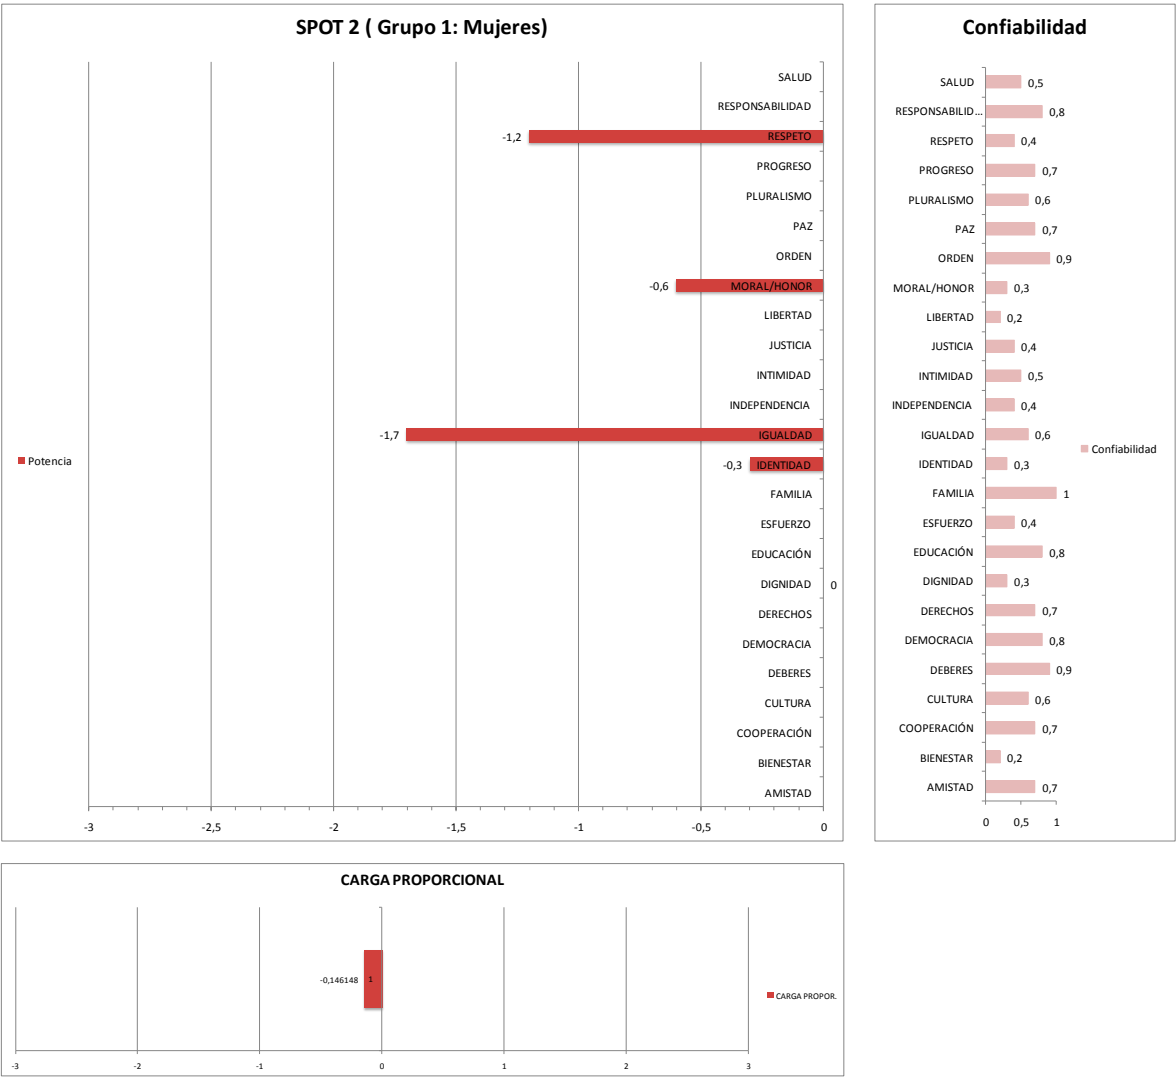 SPOT 2 ( Grupo 1: Mujeres)
SALUD
RESPONSABILIDAD
-1,2 RESPETO
PROGRESO
PLURALISMO
PAZ
ORDEN
-0,6 MORAL/HONOR
LIBERTAD
JUSTICIA
INTIMIDAD
INDEPENDENCIA
-1,7 IGUALDAD
Potencia
-0,3 IDENTIDAD
FAMILIA
ESFUERZO
EDUCACIÓN
DIGNIDAD 0
DERECHOS
DEMOCRACIA
DEBERES
CULTURA
COOPERACIÓN
BIENESTAR
AMISTAD
-3 -2,5 -2 -1,5 -1 -0,5 0
Confiabilidad
SALUD 0,5
RESPONSABILID... 0,8
RESPETO 0,4
PROGRESO 0,7
PLURALISMO 0,6
PAZ 0,7
ORDEN 0,9
MORAL/HONOR 0,3
LIBERTAD 0,2
JUSTICIA 0,4
INTIMIDAD 0,5
INDEPENDENCIA 0,4
IGUALDAD 0,6
Confiabilidad
IDENTIDAD 0,3
FAMILIA 1
ESFUERZO 0,4
EDUCACIÓN 0,8
DIGNIDAD 0,3
DERECHOS 0,7
DEMOCRACIA 0,8
DEBERES 0,9
CULTURA 0,6
COOPERACIÓN 0,7
BIENESTAR 0,2
AMISTAD 0,7
0 0,5 1
CARGA PROPORCIONAL
-0,146148 1
CARGA PROPOR.
-3 -2 -1 0 1 2 3